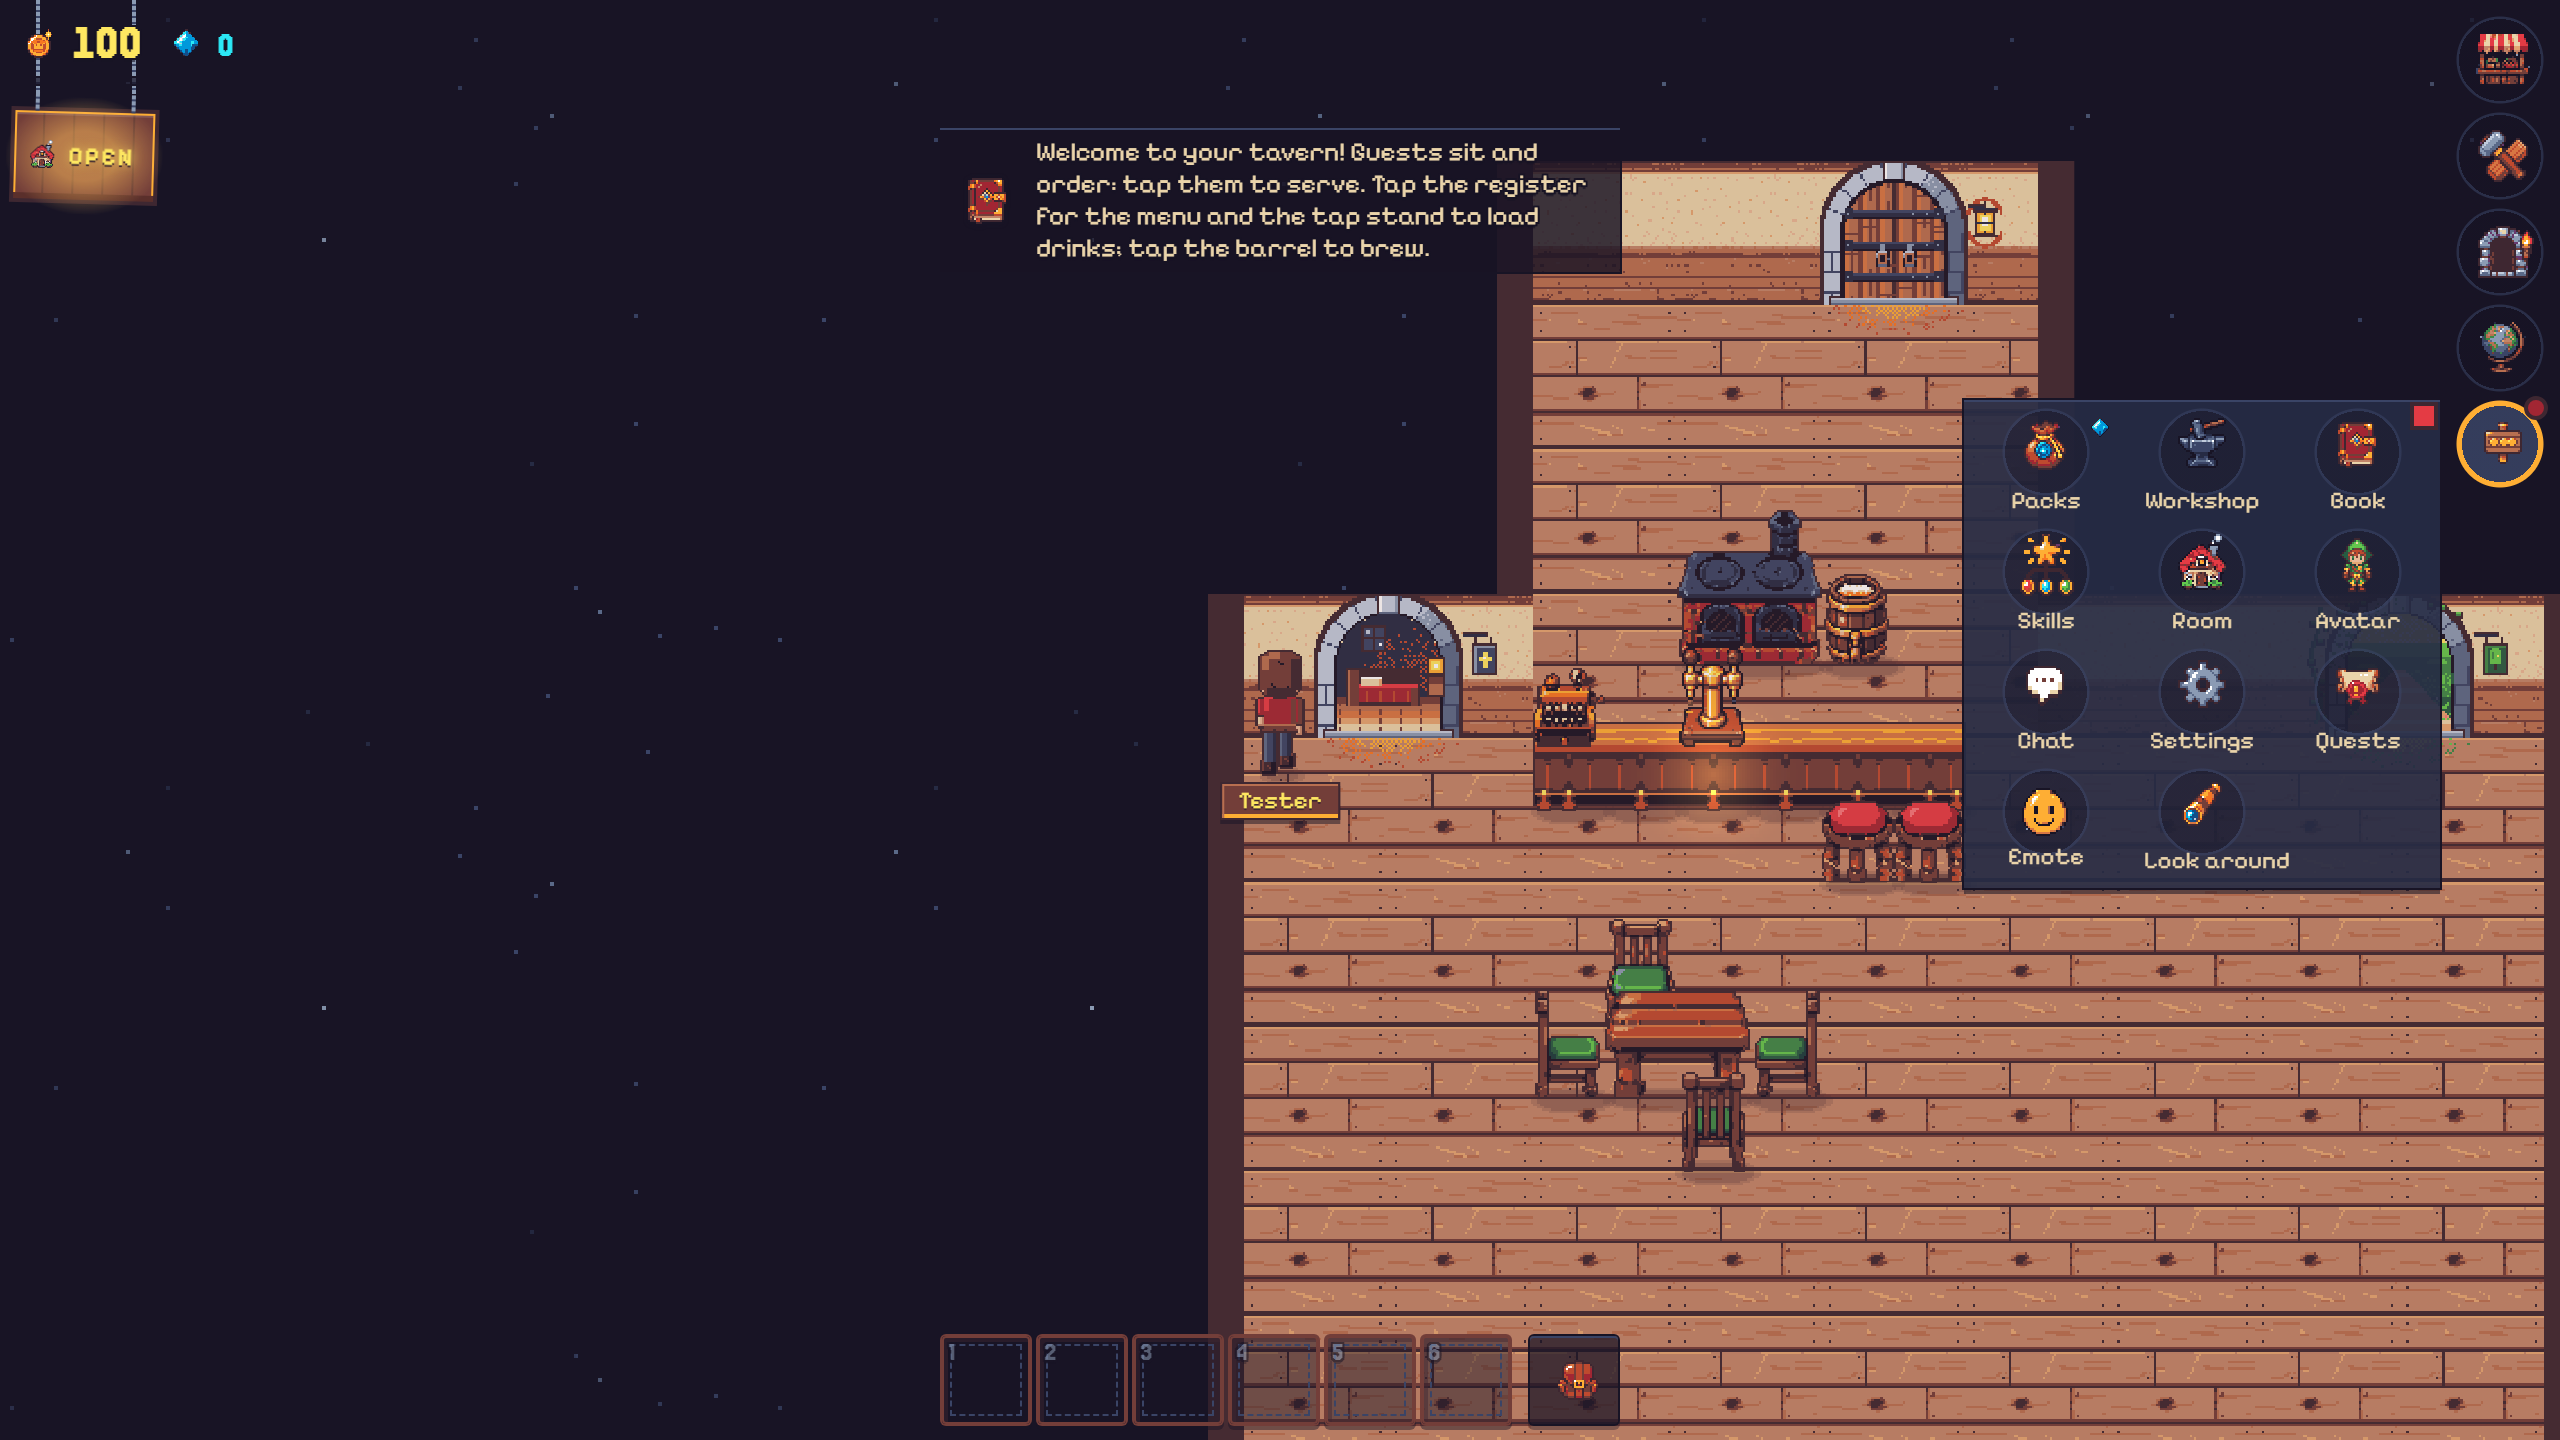 100
0
OPEN
Welcome to your tavern! Guests sit and
order: tap them to serve. Tap the register
for the menu and the tap stand to load
drinks; tap the barrel to brew.
Packs
Workshop
Book
Skills
Room
Avatar
Chat
Settings
Quests
Emote
Look around
Tester
1
2
3
4
5
6